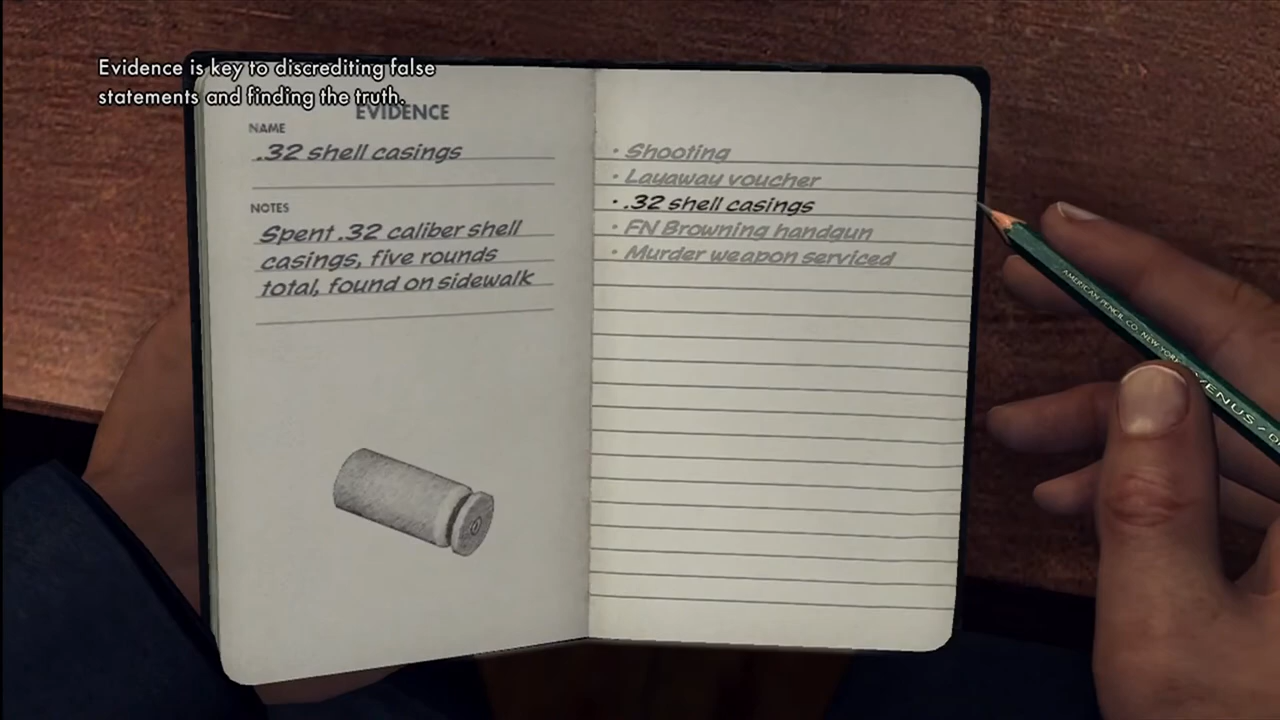 Evidence is key to discrediting false
statements and finding the truth.
EVIDENCE
NAME
.32 shell casings
NOTES
Spent .32 caliber shell
casings, five rounds
total, found on sidewalk
• Shooting
• Layaway voucher
• .32 shell casings
• FN Browning handgun
• Murder weapon serviced
AMERICAN PENCIL CO. NEW YORK
VENUS